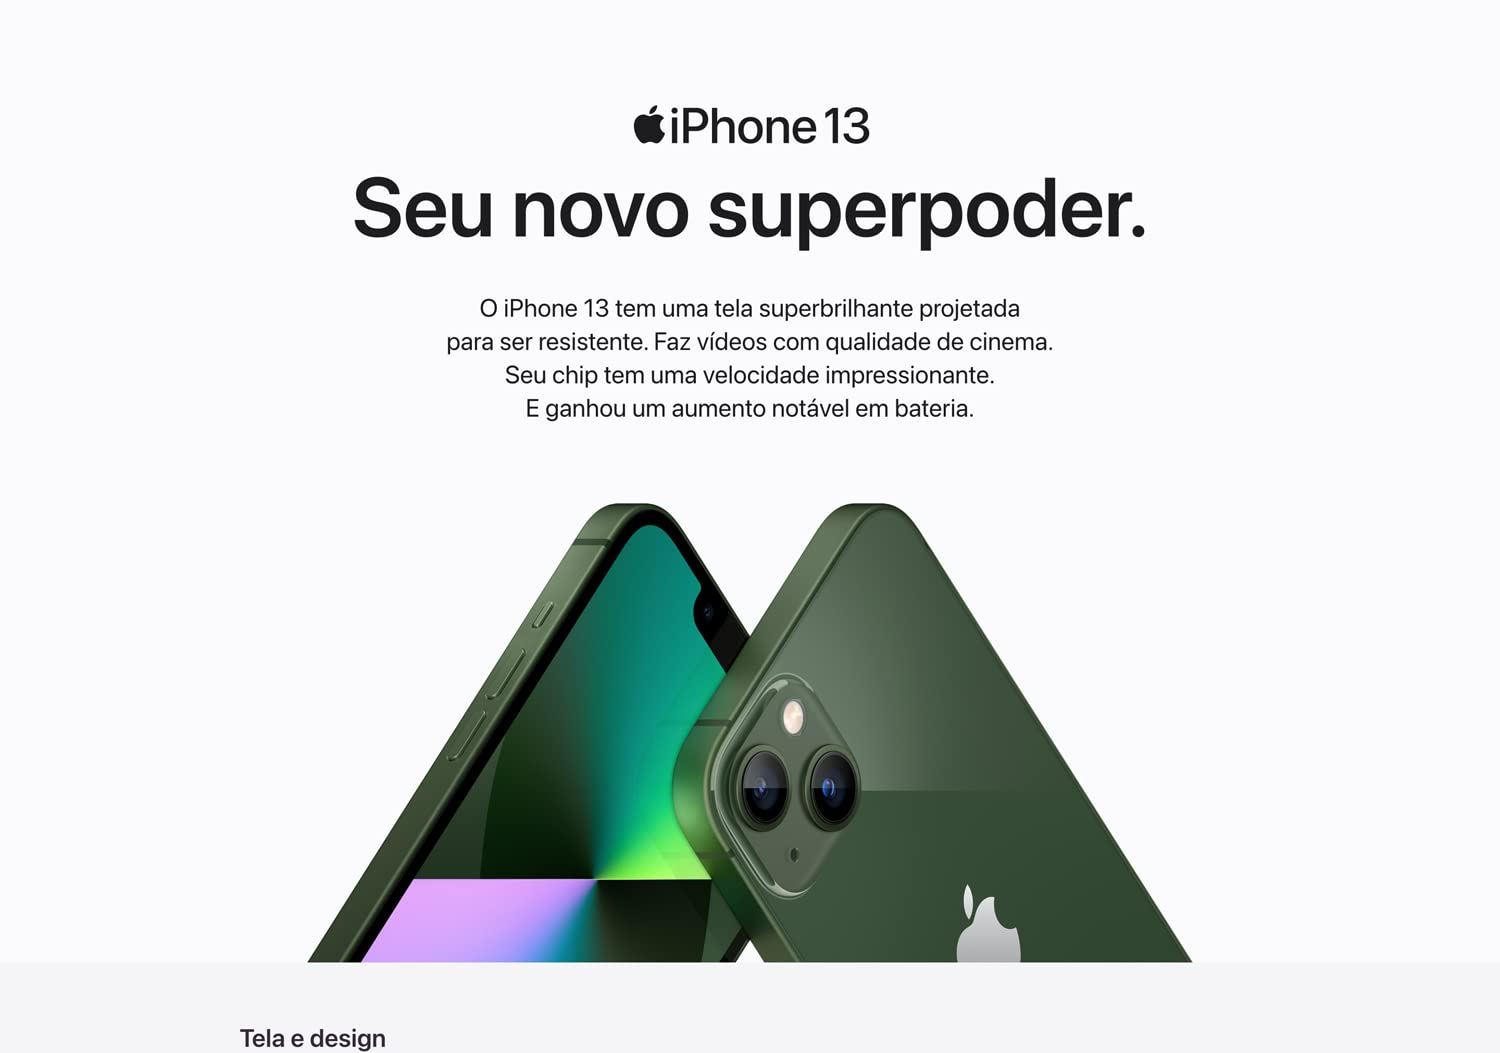 iPhone 13
Seu novo superpoder.
O iPhone 13 tem uma tela superbrilhante projetada
para ser resistente. Faz vídeos com qualidade de cinema.
Seu chip tem uma velocidade impressionante.
E ganhou um aumento notável em bateria.
Tela e design